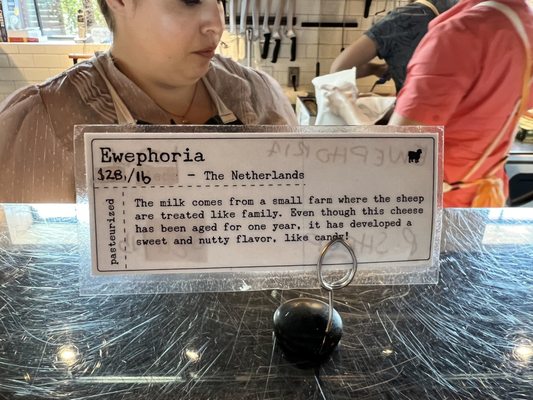 Ewephoria
$28./lb - The Netherlands
pasteurized
The milk comes from a small farm where the sheep
are treated like family. Even though this cheese
has been aged for one year, it has developed a
sweet and nutty flavor, like candy!
EWEPHORIA